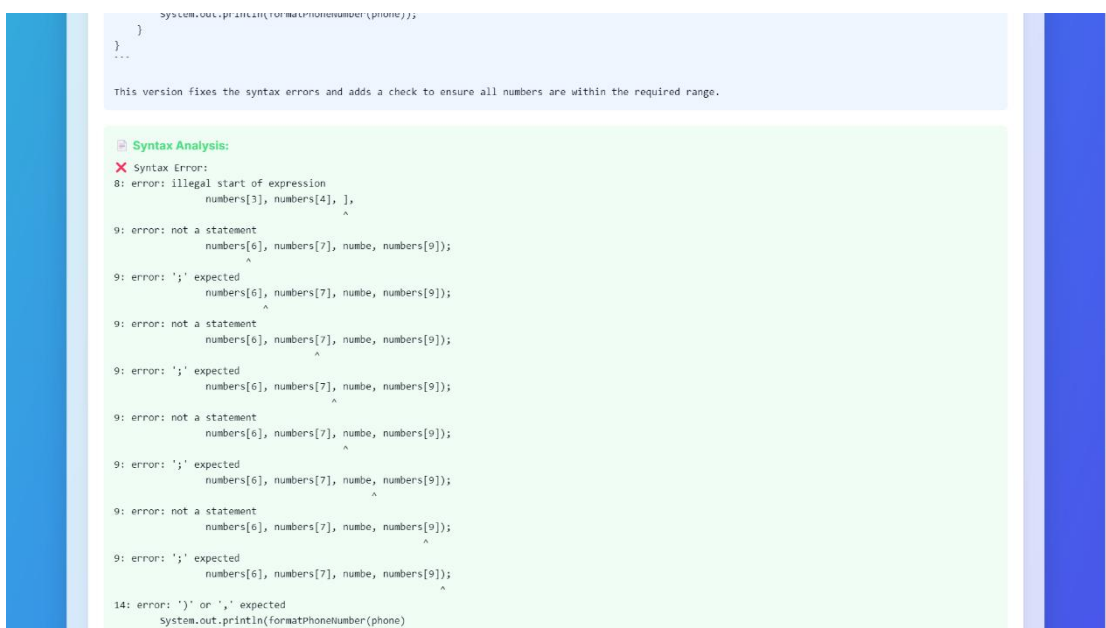 System.out.println(formatPhoneNumber(phone));
}
}
```
This version fixes the syntax errors and adds a check to ensure all numbers are within the required range.
Syntax Analysis:
❌ Syntax Error:
8: error: illegal start of expression
numbers[3], numbers[4], ],
^
9: error: not a statement
numbers[6], numbers[7], numbe, numbers[9]);
^
9: error: ';' expected
numbers[6], numbers[7], numbe, numbers[9]);
^
9: error: not a statement
numbers[6], numbers[7], numbe, numbers[9]);
^
9: error: ';' expected
numbers[6], numbers[7], numbe, numbers[9]);
^
9: error: not a statement
numbers[6], numbers[7], numbe, numbers[9]);
^
9: error: ';' expected
numbers[6], numbers[7], numbe, numbers[9]);
^
9: error: not a statement
numbers[6], numbers[7], numbe, numbers[9]);
^
9: error: ';' expected
numbers[6], numbers[7], numbe, numbers[9]);
^
14: error: ')' or ',' expected
System.out.println(formatPhoneNumber(phone)